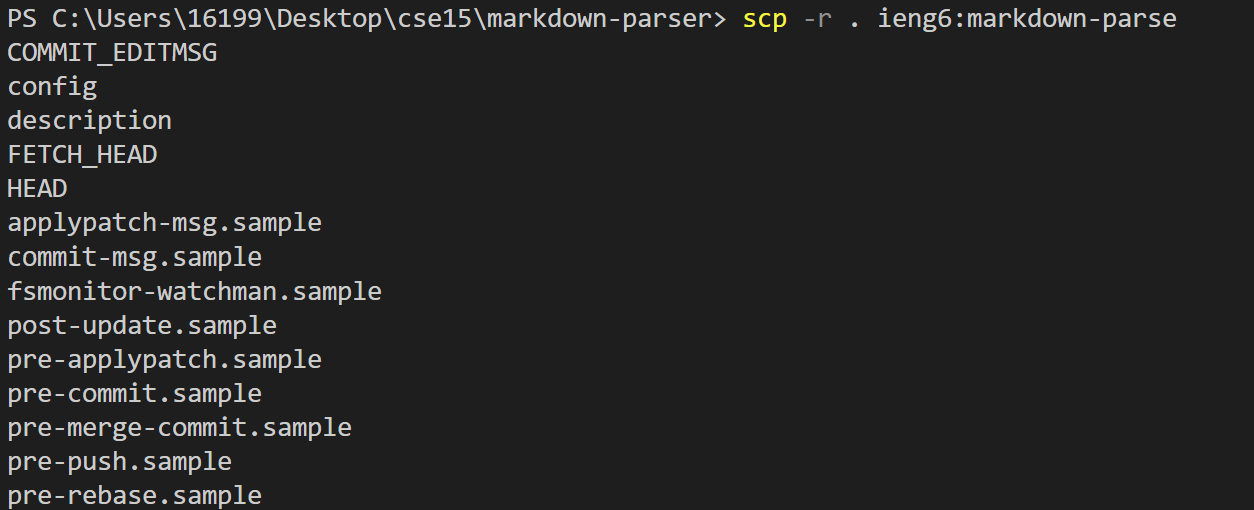 PS C:\Users\16199\Desktop\cse15\markdown-parser> scp -r . ieng6:markdown-parse
COMMIT_EDITMSG
config
description
FETCH_HEAD
HEAD
applypatch-msg.sample
commit-msg.sample
fsmonitor-watchman.sample
post-update.sample
pre-applypatch.sample
pre-commit.sample
pre-merge-commit.sample
pre-push.sample
pre-rebase.sample